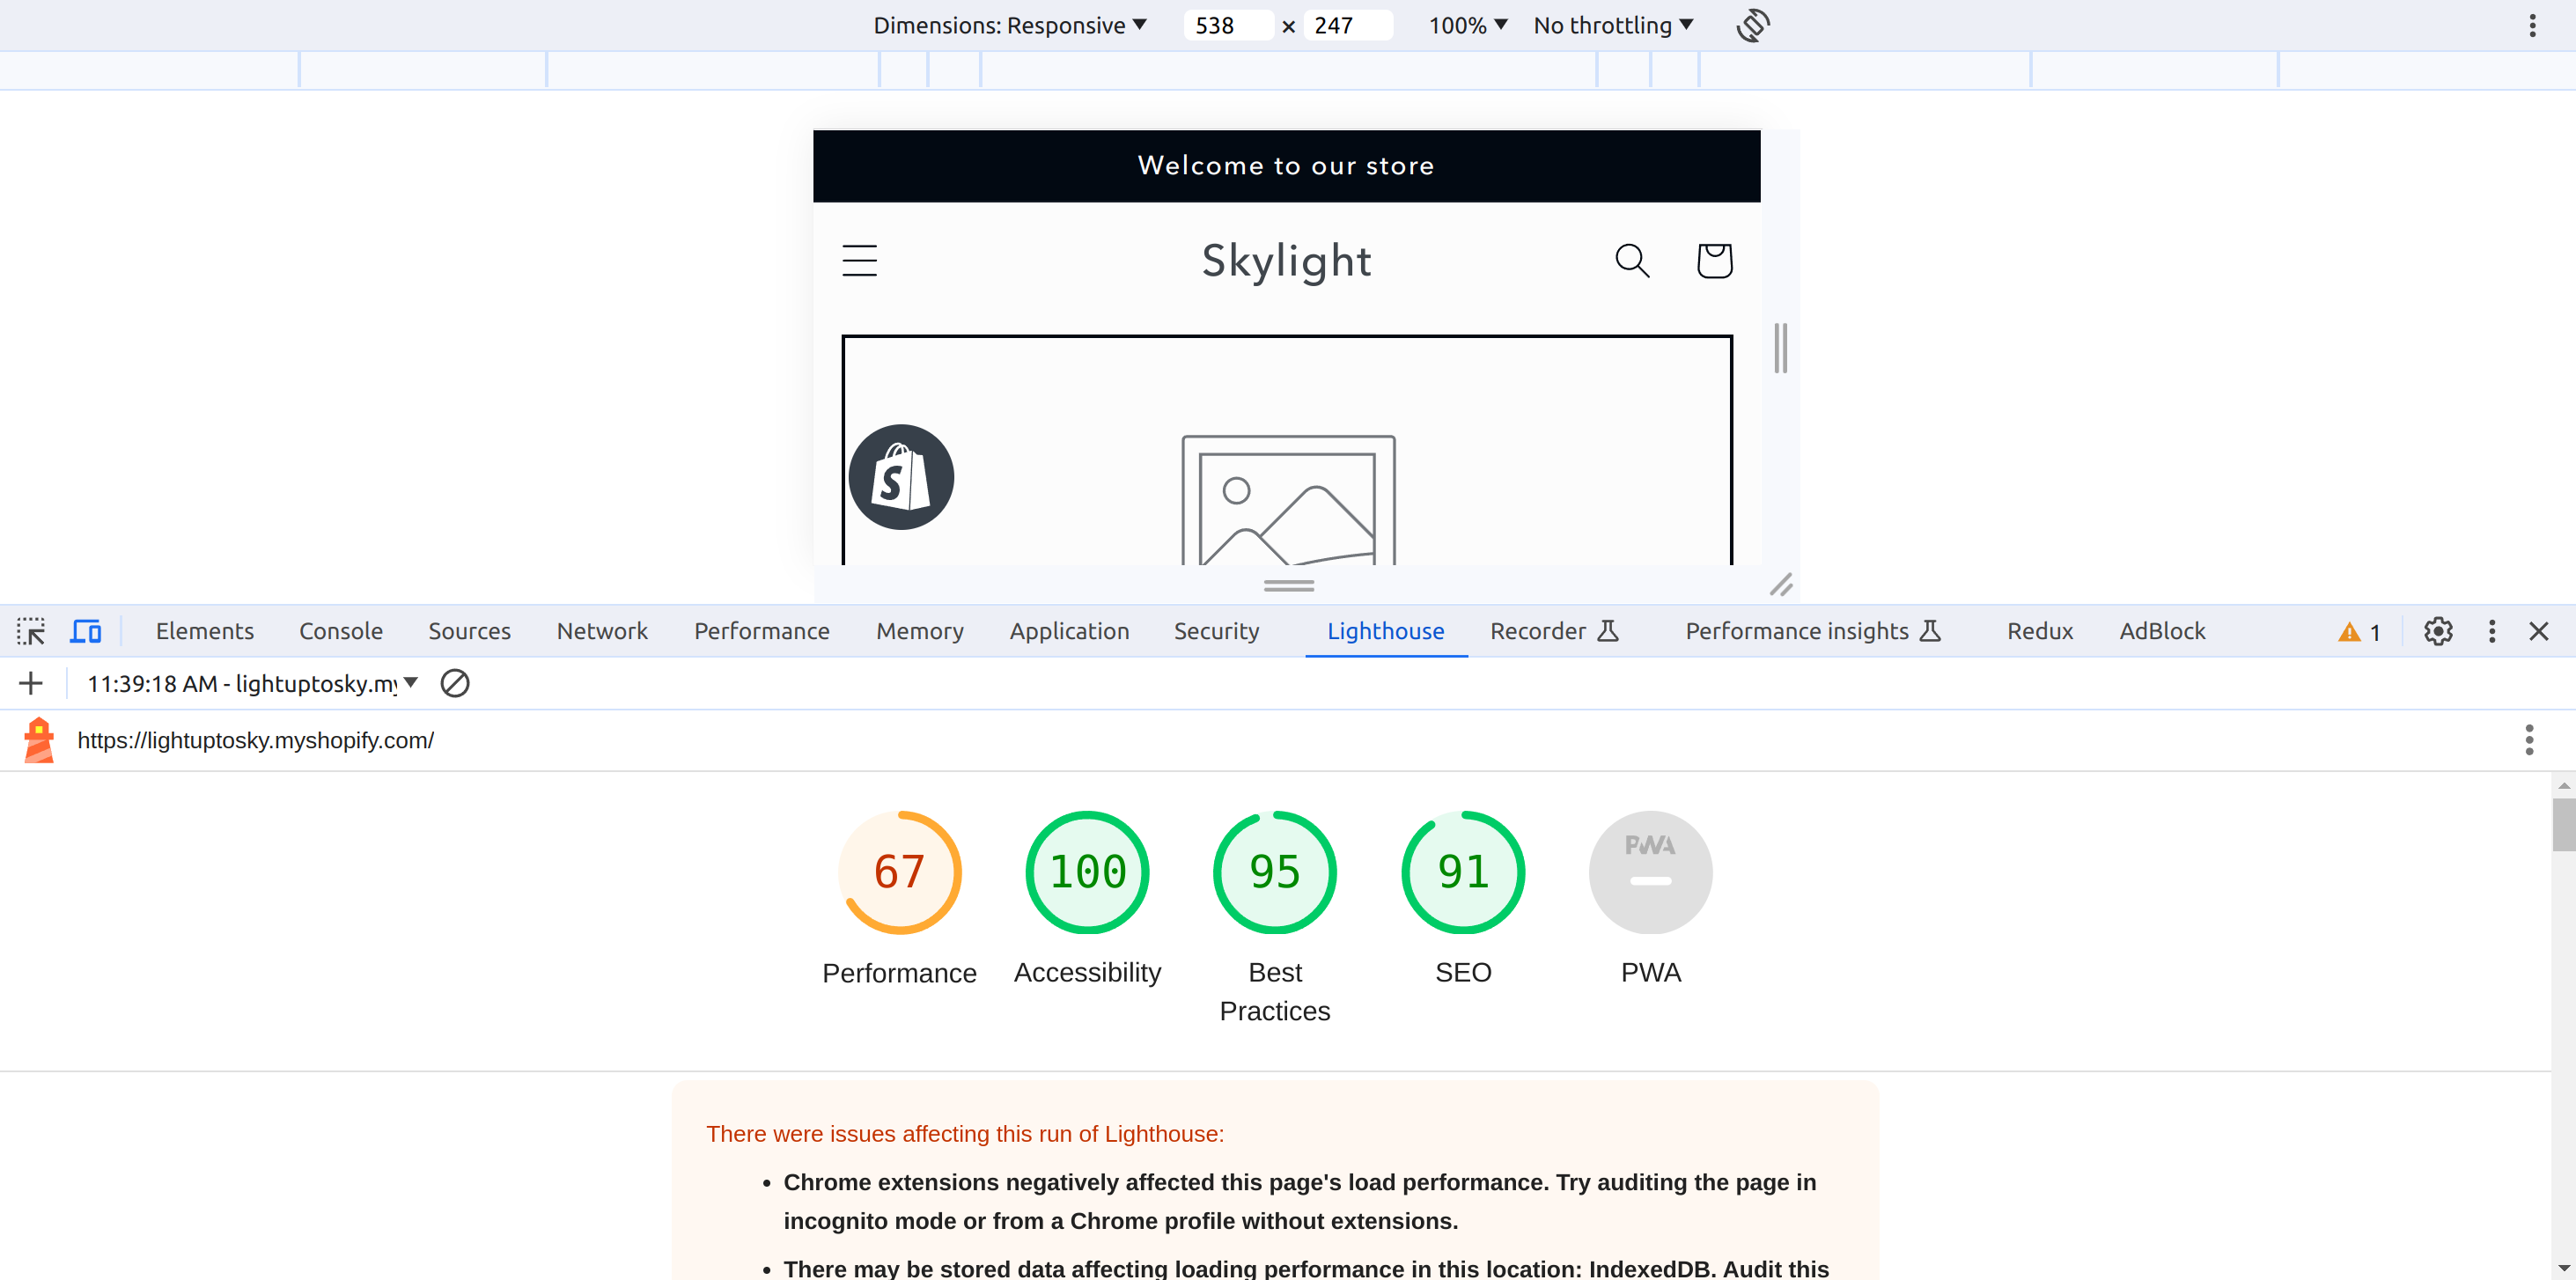 Dimensions: Responsive 538 × 247 100% No throttling
Welcome to our store
Skylight
S
Elements Console Sources Network Performance Memory Application Security Lighthouse Recorder Performance insights Redux AdBlock 1
11:39:18 AM - lightuptosky.my
https://lightuptosky.myshopify.com/
67 100 95 91 PWA
Performance Accessibility Best Practices SEO PWA
There were issues affecting this run of Lighthouse:
• Chrome extensions negatively affected this page's load performance. Try auditing the page in
incognito mode or from a Chrome profile without extensions.
• There may be stored data affecting loading performance in this location: IndexedDB. Audit this